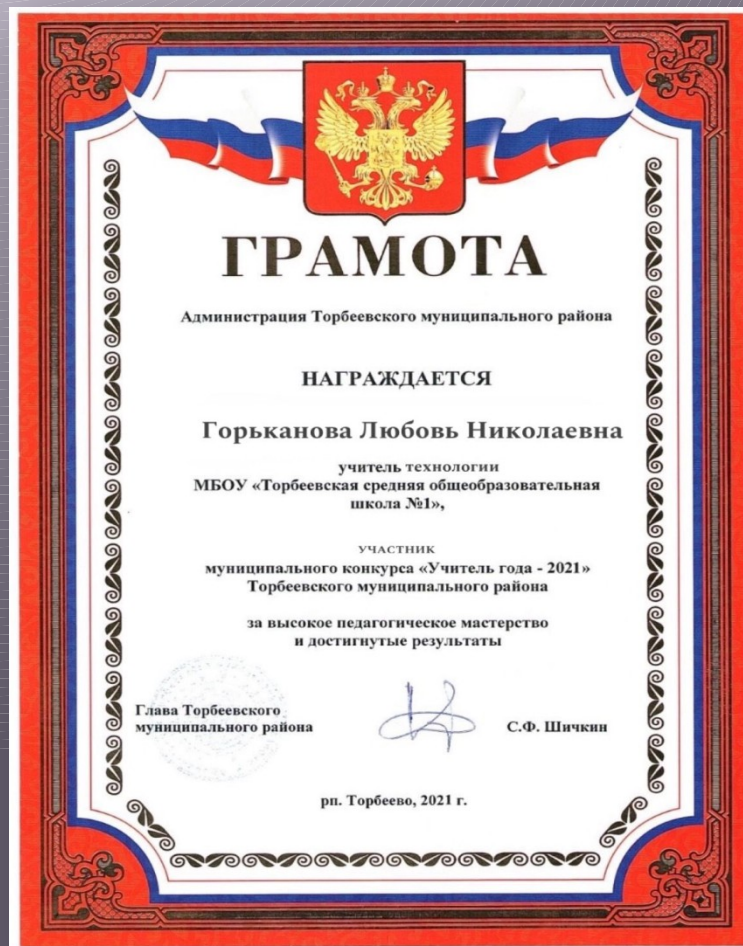 ГРАМОТА
Администрация Торбеевского муниципального района
НАГРАЖДАЕТСЯ
Горьканова Любовь Николаевна
учитель технологии
МБОУ «Торбеевская средняя общеобразовательная
школа №1»,
УЧАСТНИК
муниципального конкурса «Учитель года - 2021»
Торбеевского муниципального района
за высокое педагогическое мастерство
и достигнутые результаты
Глава Торбеевского
муниципального района
С.Ф. Шичкин
рп. Торбеево, 2021 г.